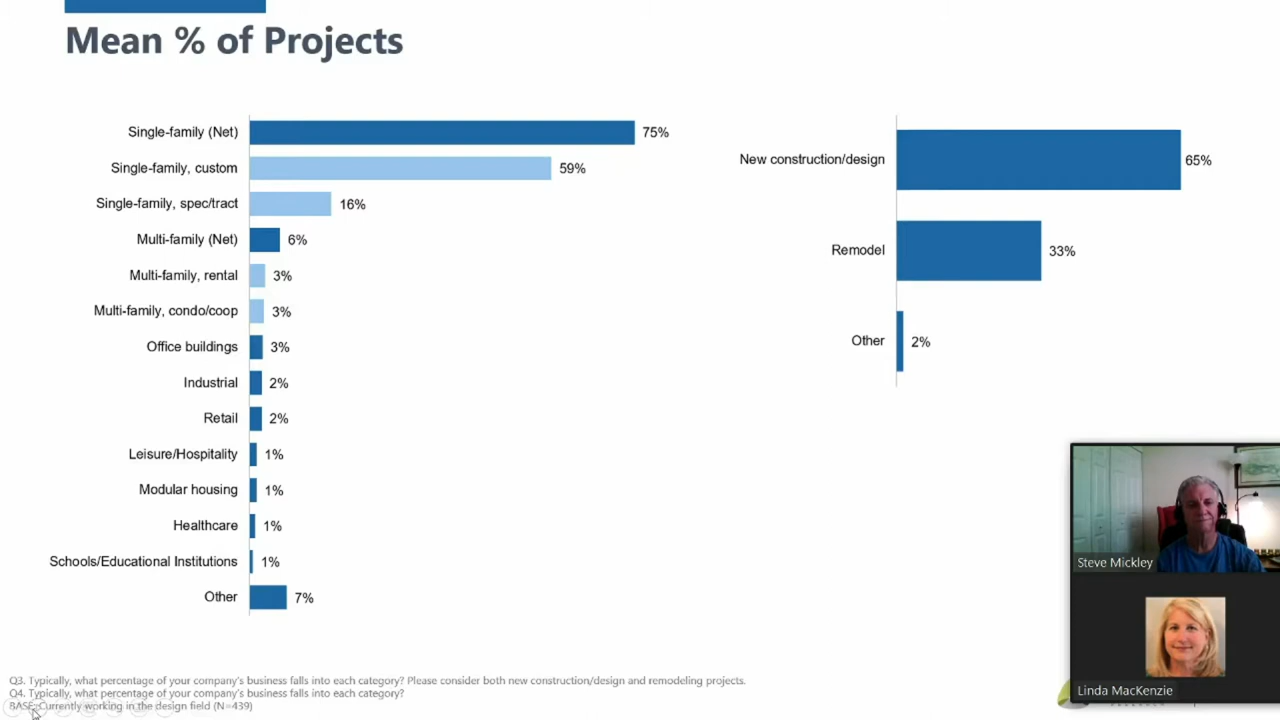 Mean % of Projects
Single-family (Net) 75%
Single-family, custom 59%
Single-family, spec/tract 16%
Multi-family (Net) 6%
Multi-family, rental 3%
Multi-family, condo/coop 3%
Office buildings 3%
Industrial 2%
Retail 2%
Leisure/Hospitality 1%
Modular housing 1%
Healthcare 1%
Schools/Educational Institutions 1%
Other 7%
New construction/design 65%
Remodel 33%
Other 2%
Steve Mickley
Linda MacKenzie
Q3. Typically, what percentage of your company's business falls into each category? Please consider both new construction/design and remodeling projects.
Q4. Typically, what percentage of your company's business falls into each category?
BASE: Currently working in the design field (N=439)